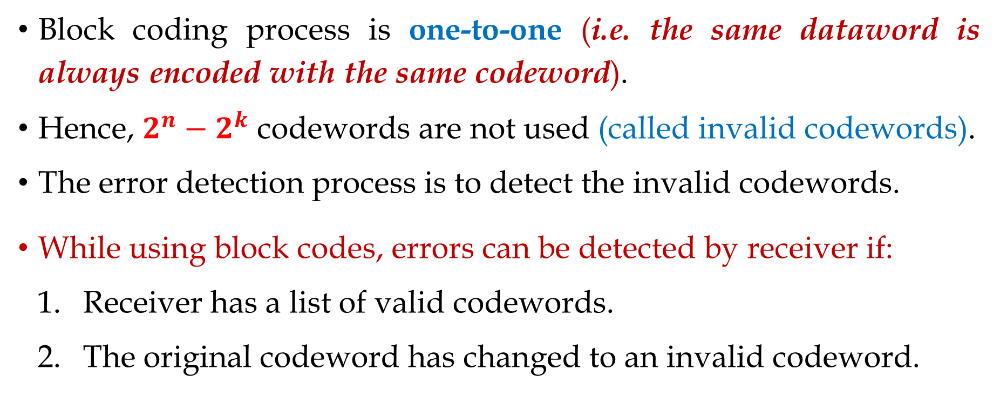 • Block coding process is one-to-one (i.e. the same dataword is
always encoded with the same codeword).
• Hence, 2ⁿ − 2ᵏ codewords are not used (called invalid codewords).
• The error detection process is to detect the invalid codewords.
• While using block codes, errors can be detected by receiver if:
1. Receiver has a list of valid codewords.
2. The original codeword has changed to an invalid codeword.